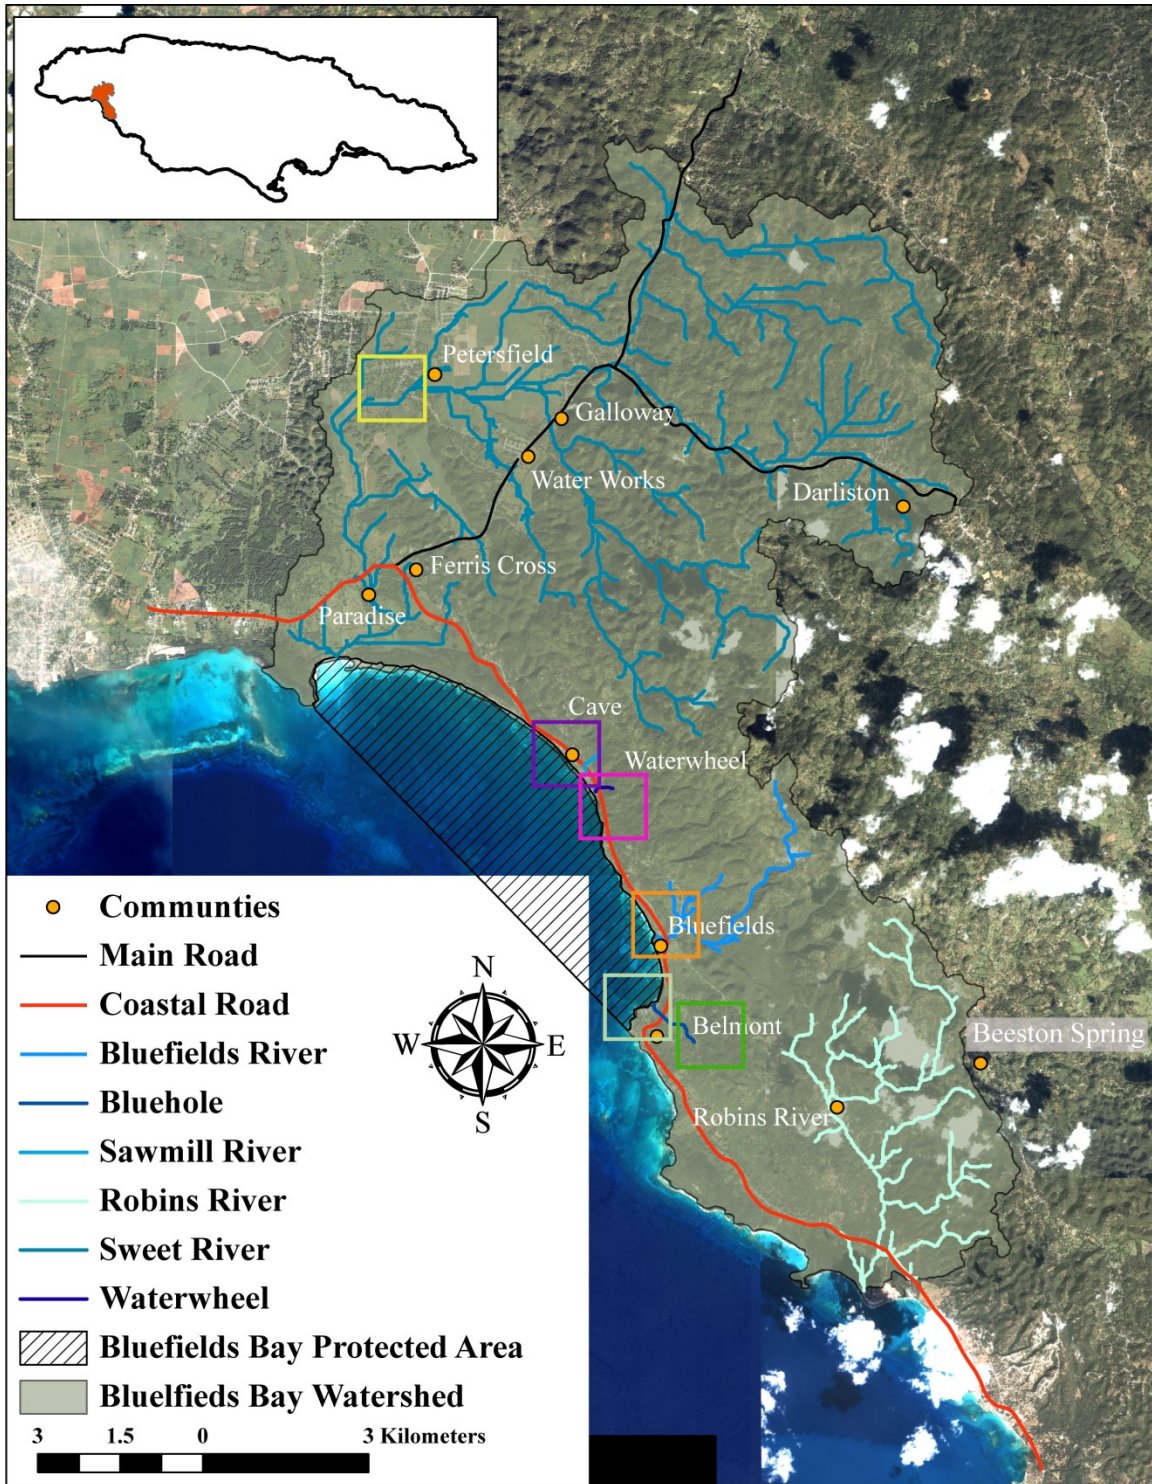 Petersfield
Galloway
Water Works
Darliston
Ferris Cross
Paradise
Cave
Waterwheel
Bluefields
Belmont
Beeston Spring
Robins River
N
W
E
S
Communties
Main Road
Coastal Road
Bluefields River
Bluehole
Sawmill River
Robins River
Sweet River
Waterwheel
Bluefields Bay Protected Area
Bluelfieds Bay Watershed
3 1.5 0 3 Kilometers